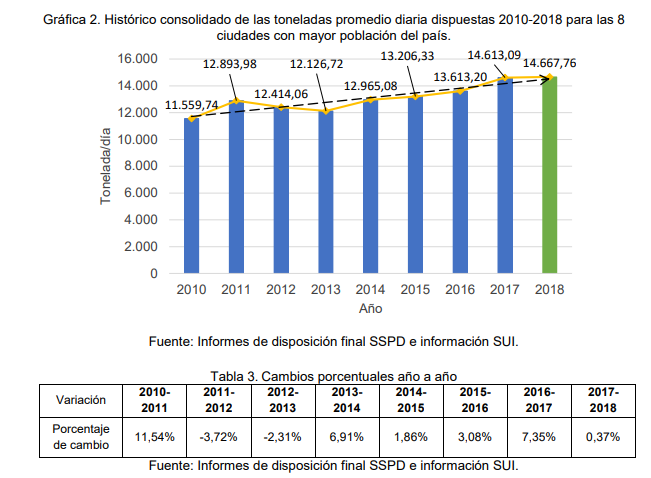 Gráfica 2. Histórico consolidado de las toneladas promedio diaria dispuestas 2010-2018 para las 8
ciudades con mayor población del país.
16.000
14.000
12.000
10.000
8.000
6.000
4.000
2.000
0
Tonelada/día
11.559,74
12.893,98
12.414,06
12.126,72
12.965,08
13.206,33
13.613,20
14.613,09
14.667,76
2010 2011 2012 2013 2014 2015 2016 2017 2018
Año
Fuente: Informes de disposición final SSPD e información SUI.
Tabla 3. Cambios porcentuales año a año
Variación 2010-2011 2011-2012 2012-2013 2013-2014 2014-2015 2015-2016 2016-2017 2017-2018
Porcentaje de cambio 11,54% -3,72% -2,31% 6,91% 1,86% 3,08% 7,35% 0,37%
Fuente: Informes de disposición final SSPD e información SUI.